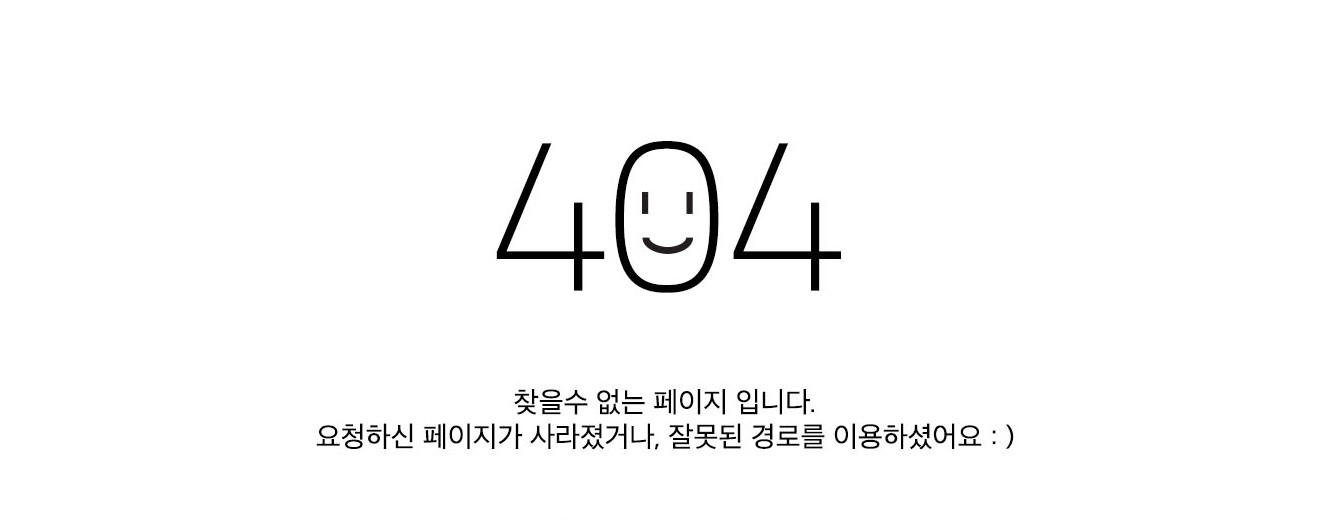 404
찾을수 없는 페이지 입니다.
요청하신 페이지가 사라졌거나, 잘못된 경로를 이용하셨어요 : )